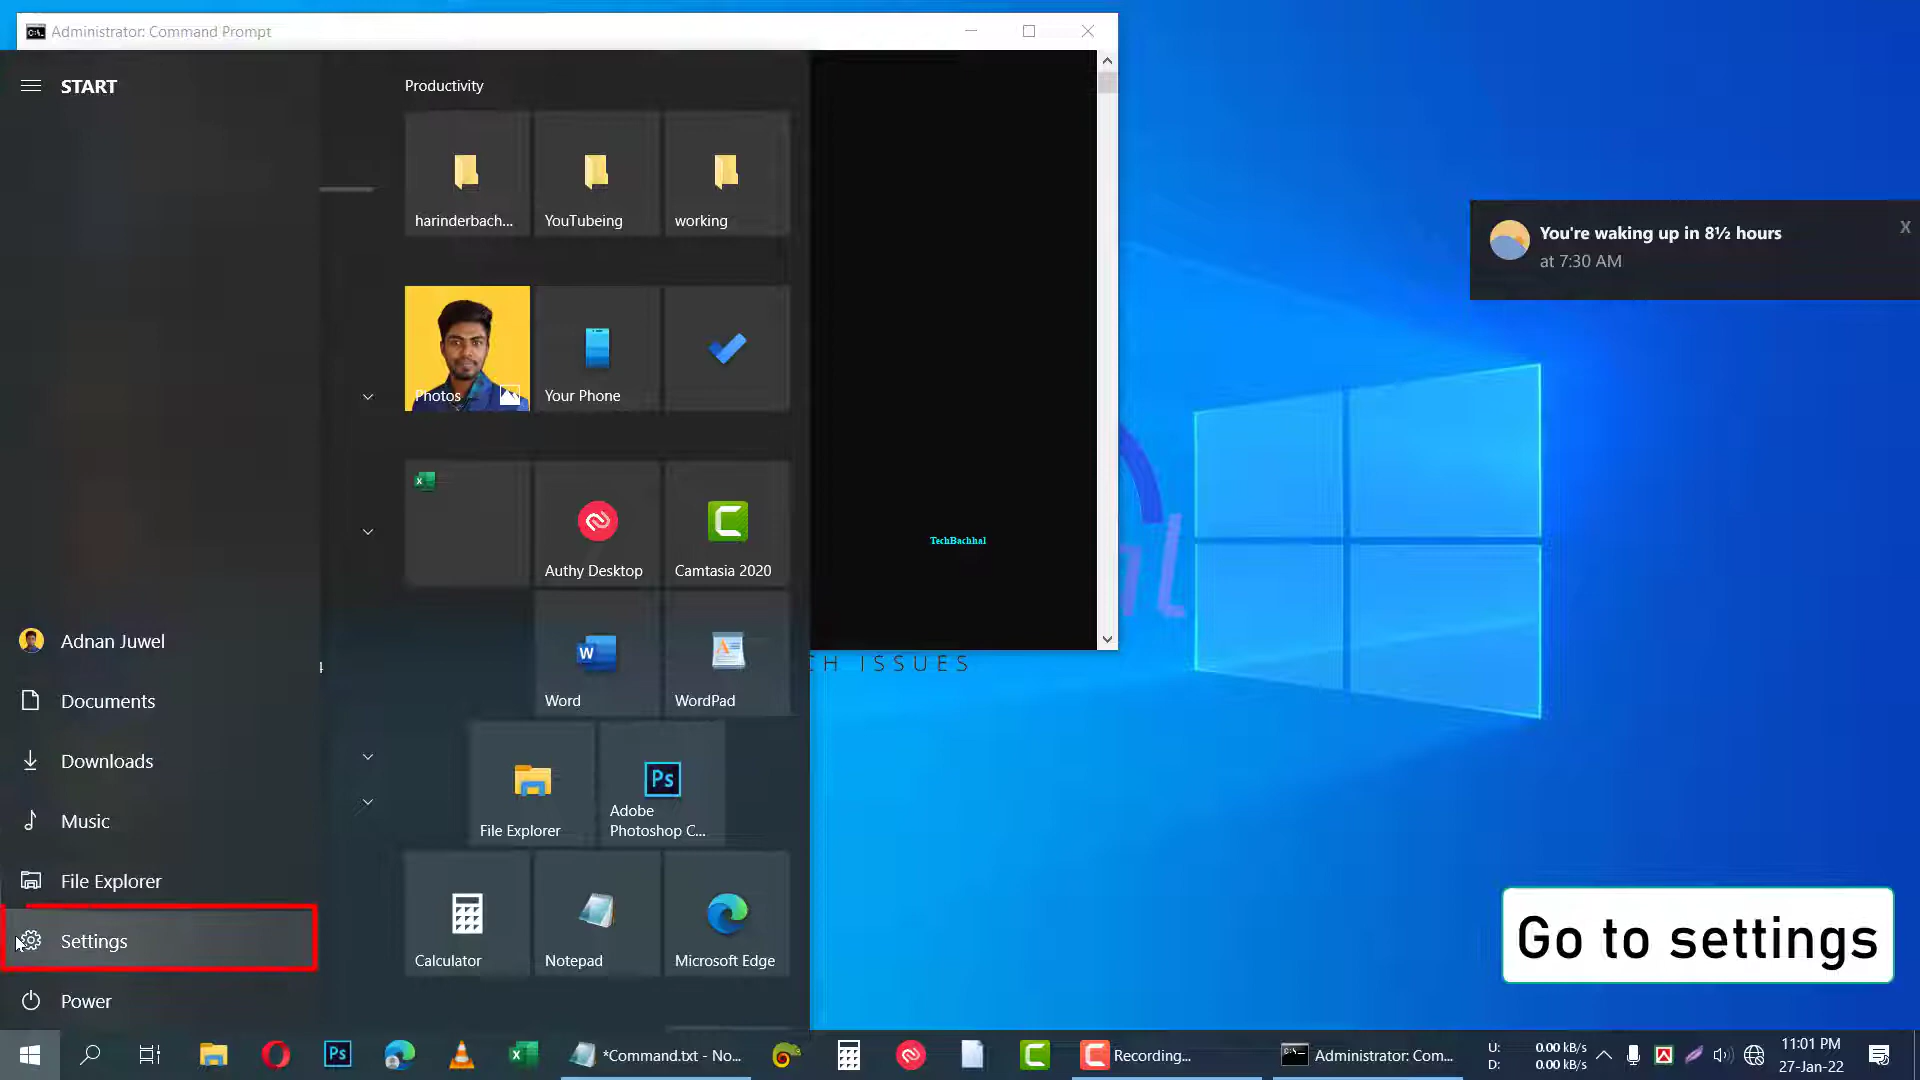 Administrator: Command Prompt
START
Productivity
harinderbach...
YouTubeing
working
You're waking up in 8½ hours
X
at 7:30 AM
Photos
Your Phone
TechBachhal
Authy Desktop
Camtasia 2020
Adnan Juwel
CH ISSUES
Documents
Word
WordPad
Downloads
Ps
Music
File Explorer
Adobe
Photoshop C...
File Explorer
Settings
Calculator
Notepad
Microsoft Edge
Go to settings
Power
Ps
*Command.txt - No...
Recording...
Administrator: Com...
U: 0.00 kB/s
D: 0.00 kB/s
11:01 PM
27-Jan-22